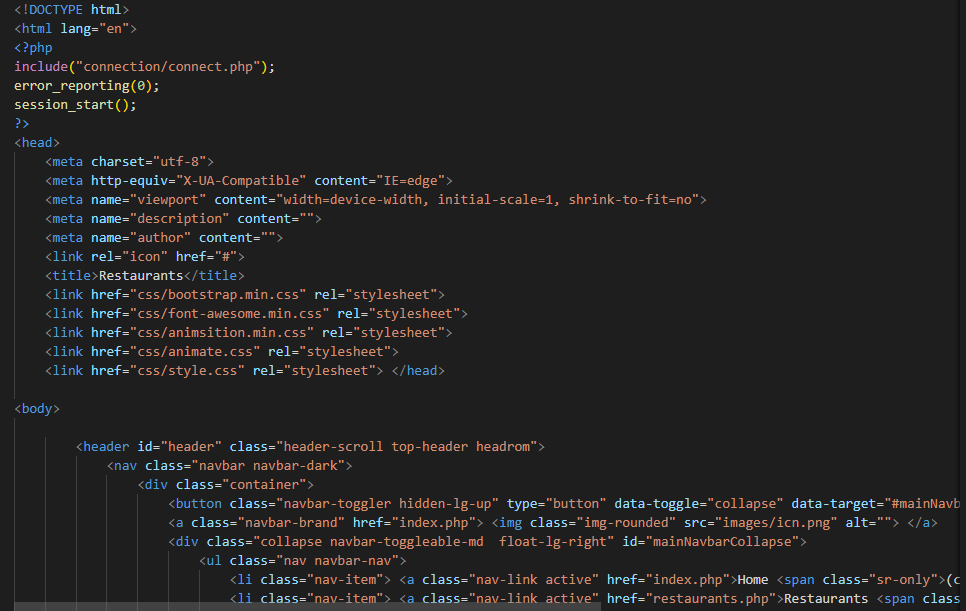 <!DOCTYPE html>
<html lang="en">
<?php
include("connection/connect.php");
error_reporting(0);
session_start();
?>
<head>
    <meta charset="utf-8">
    <meta http-equiv="X-UA-Compatible" content="IE=edge">
    <meta name="viewport" content="width=device-width, initial-scale=1, shrink-to-fit=no">
    <meta name="description" content="">
    <meta name="author" content="">
    <link rel="icon" href="#">
    <title>Restaurants</title>
    <link href="css/bootstrap.min.css" rel="stylesheet">
    <link href="css/font-awesome.min.css" rel="stylesheet">
    <link href="css/animsition.min.css" rel="stylesheet">
    <link href="css/animate.css" rel="stylesheet">
    <link href="css/style.css" rel="stylesheet"> </head>
<body>
        <header id="header" class="header-scroll top-header headrom">
            <nav class="navbar navbar-dark">
                <div class="container">
                    <button class="navbar-toggler hidden-lg-up" type="button" data-toggle="collapse" data-target="#mainNavb
                    <a class="navbar-brand" href="index.php"> <img class="img-rounded" src="images/icn.png" alt=""> </a>
                    <div class="collapse navbar-toggleable-md  float-lg-right" id="mainNavbarCollapse">
                        <ul class="nav navbar-nav">
                            <li class="nav-item"> <a class="nav-link active" href="index.php">Home <span class="sr-only">(c
                            <li class="nav-item"> <a class="nav-link active" href="restaurants.php">Restaurants <span class